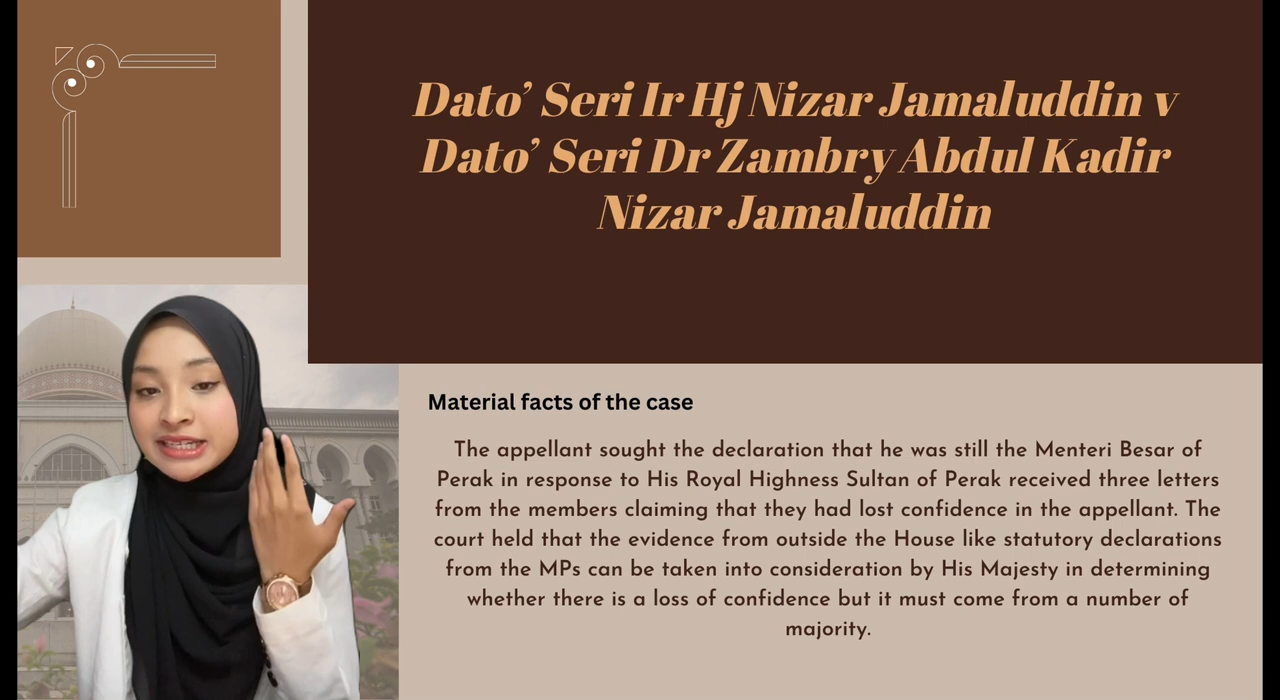 Dato’ Seri Ir Hj Nizar Jamaluddin v
Dato’ Seri Dr Zambry Abdul Kadir
Nizar Jamaluddin
Material facts of the case
The appellant sought the declaration that he was still the Menteri Besar of
Perak in response to His Royal Highness Sultan of Perak received three letters
from the members claiming that they had lost confidence in the appellant. The
court held that the evidence from outside the House like statutory declarations
from the MPs can be taken into consideration by His Majesty in determining
whether there is a loss of confidence but it must come from a number of
majority.